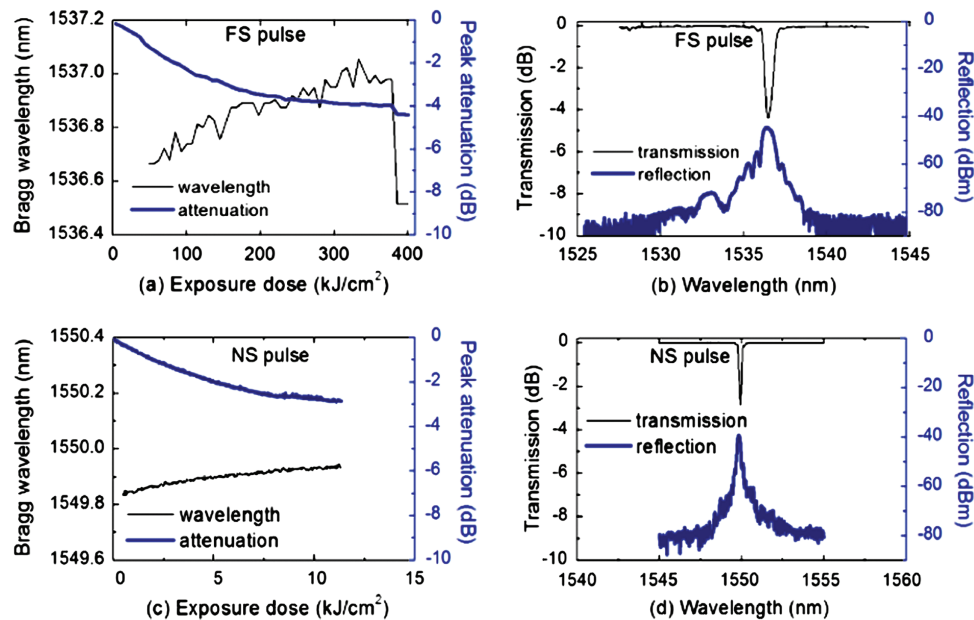 1537.2
1537.0
1536.8
1536.6
1536.4
Bragg wavelength (nm)
FS pulse
wavelength
attenuation
0
-2
-4
-6
-8
-10
Peak attenuation (dB)
0 100 200 300 400
(a) Exposure dose (kJ/cm²)
0
-2
-4
-6
-8
-10
Transmission (dB)
FS pulse
transmission
reflection
0
-20
-40
-60
-80
Reflection (dBm)
1525 1530 1535 1540 1545
(b) Wavelength (nm)
1550.4
1550.2
1550.0
1549.8
1549.6
Bragg wavelength (nm)
NS pulse
wavelength
attenuation
0
-2
-4
-6
-8
-10
Peak attenuation (dB)
0 5 10 15
(c) Exposure dose (kJ/cm²)
0
-2
-4
-6
-8
-10
Transmission (dB)
NS pulse
transmission
reflection
0
-20
-40
-60
-80
Reflection (dBm)
1540 1545 1550 1555 1560
(d) Wavelength (nm)